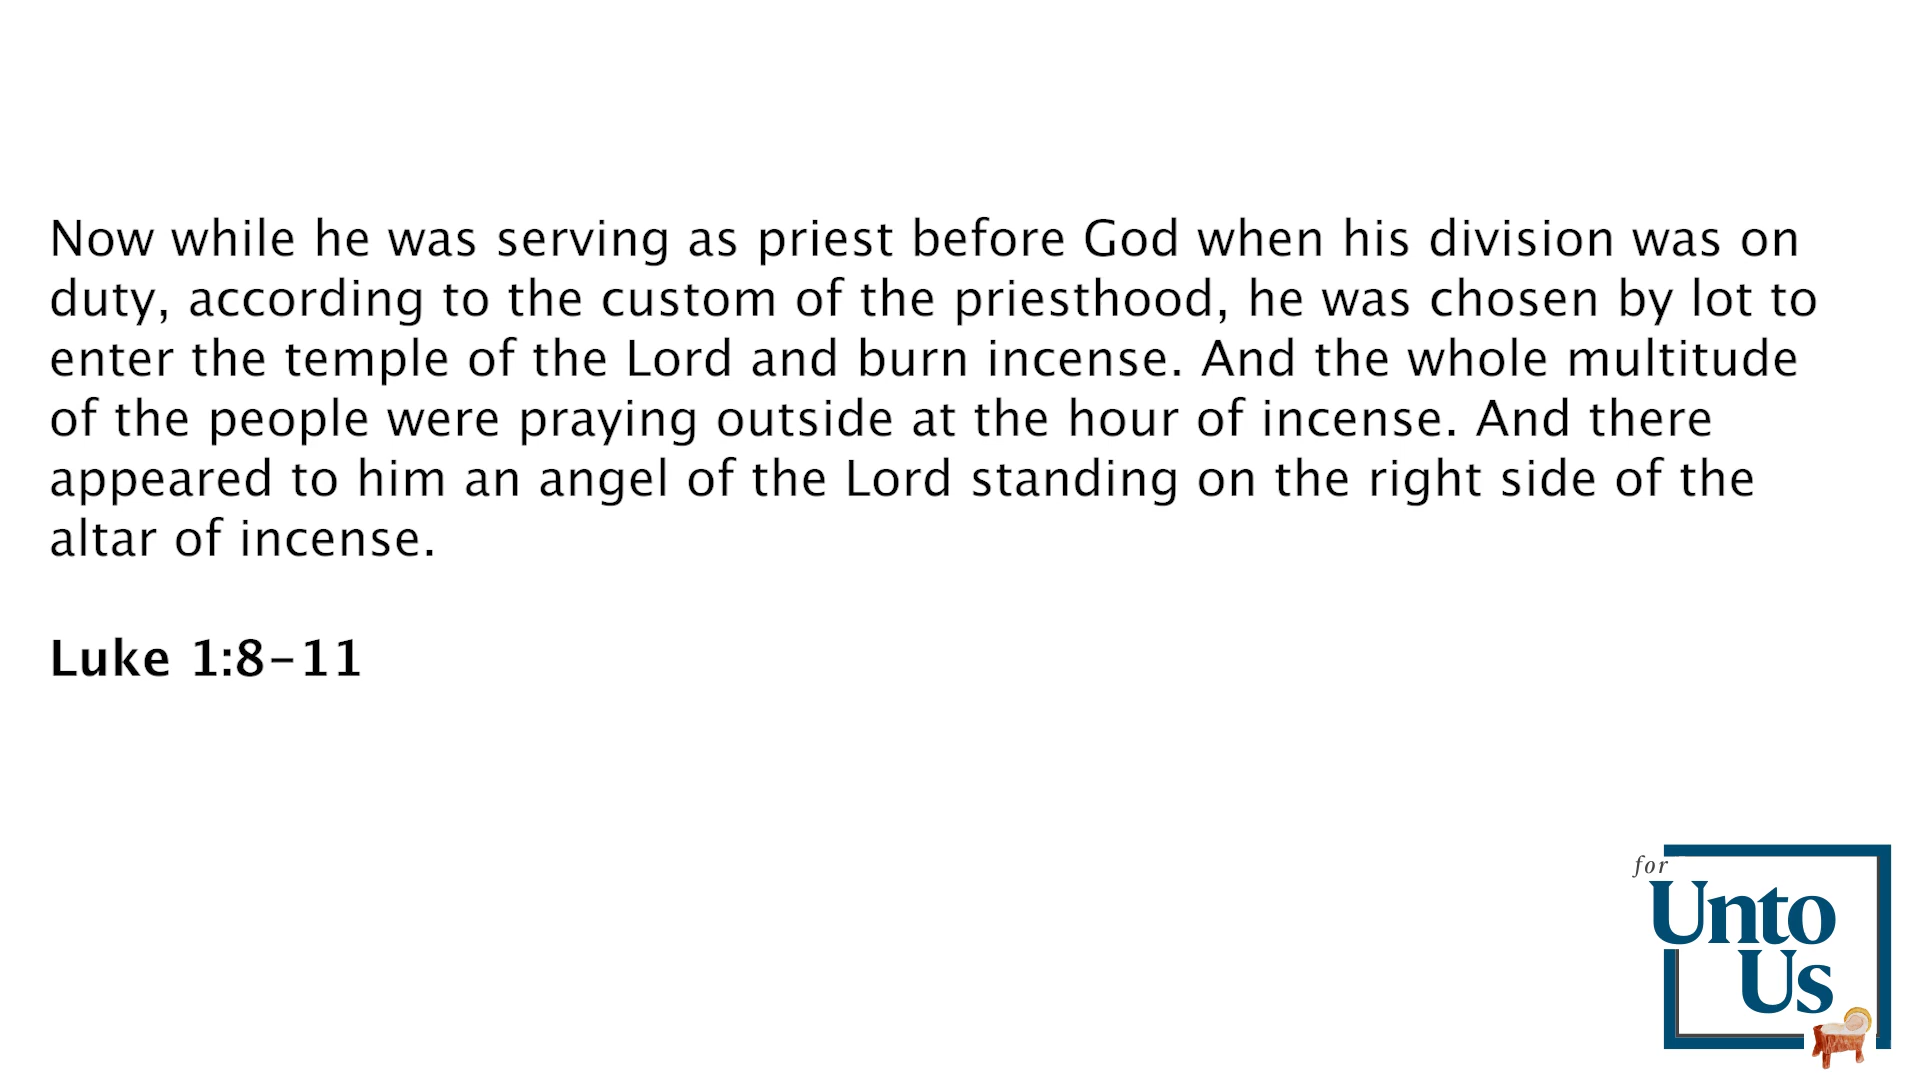 Now while he was serving as priest before God when his division was on
duty, according to the custom of the priesthood, he was chosen by lot to
enter the temple of the Lord and burn incense. And the whole multitude
of the people were praying outside at the hour of incense. And there
appeared to him an angel of the Lord standing on the right side of the
altar of incense.
Luke 1:8–11
for
Unto
Us